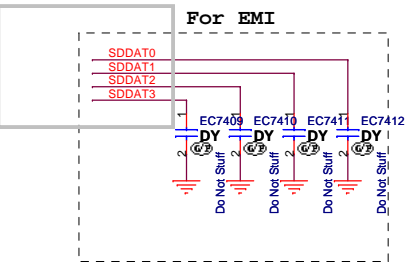 For EMI
SDDAT0
SDDAT1
SDDAT2
SDDAT3
1 EC7409 1 EC7410 1 EC7411 1 EC7412
DY DY DY DY
2 2 2 2
Do Not Stuff Do Not Stuff Do Not Stuff Do Not Stuff